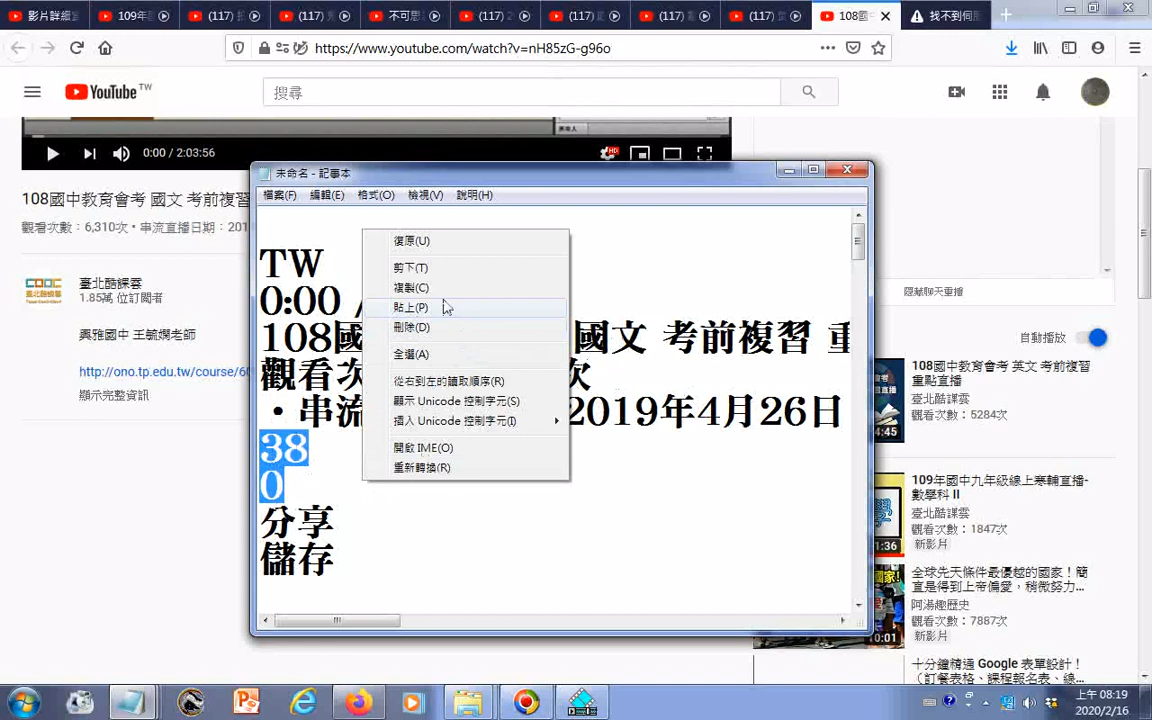 影片詳細
109年
(117)
(117)
不可思
(117) 2
(117)
(117)
(117)
108國
找不到伺
https://www.youtube.com/watch?v=nH85zG-g96o
YouTube TW
搜尋
0:00 / 2:03:56
108國中教育會考 國文 考前複習
觀看次數：6,310次・串流直播日期：201
臺北酷課雲
1.85萬 位訂閱者
興雅國中 王毓嫻老師
http://ono.tp.edu.tw/course/6
顯示完整資訊
未命名 - 記事本
檔案(F) 編輯(E) 格式(O) 檢視(V) 說明(H)
TW
0:00 /
108國 國文 考前複習 重
觀看次 次
・串流 2019年4月26日
38
0
分享
儲存
復原(U)
剪下(T)
複製(C)
貼上(P)
刪除(D)
全選(A)
從右到左的讀取順序(R)
顯示 Unicode 控制字元(S)
插入 Unicode 控制字元(I)
開啟 IME(O)
重新轉換(R)
隱藏聊天重播
自動播放
108國中教育會考 英文 考前複習
重點直播
臺北酷課雲
觀看次數：5284次
4:45
109年國中九年級線上寒輔直播-
數學科 II
臺北酷課雲
觀看次數：1847次
新影片
1:36
全球先天條件最優越的國家！簡
直是得到上帝偏愛，稍微努力...
阿湯趣歷史
觀看次數：7887次
新影片
10:01
十分鐘精通 Google 表單設計！
（訂餐表格、課程報名表、線...
上午 08:19
2020/2/16